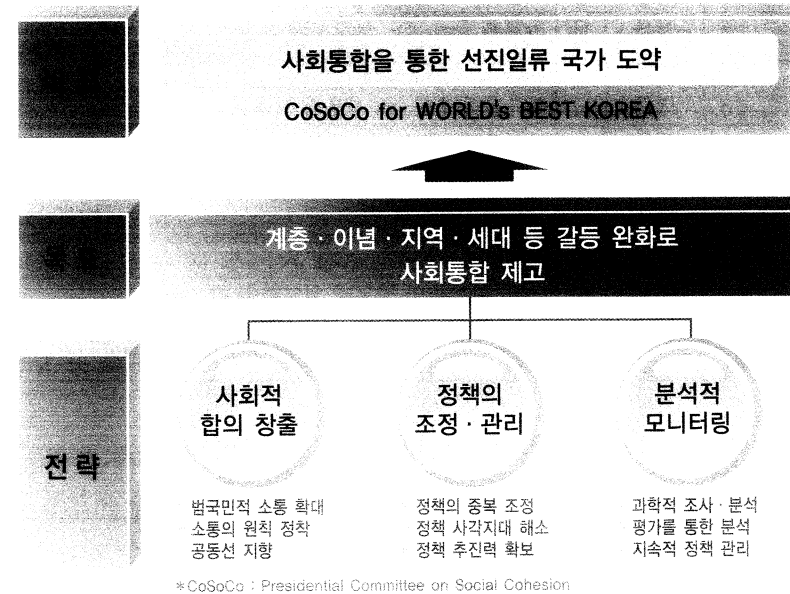 사회통합을 통한 선진일류 국가 도약
CoSoCo for WORLD's BEST KOREA
계층 · 이념 · 지역 · 세대 등 갈등 완화로
사회통합 제고
전 략
사회적
합의 창출
범국민적 소통 확대
소통의 원칙 정착
공동선 지향
정책의
조정 · 관리
정책의 중복 조정
정책 사각지대 해소
정책 추진력 확보
분석적
모니터링
과학적 조사 · 분석
평가를 통한 분석
지속적 정책 관리
*CoSoCo : Presidential Committee on Social Cohesion